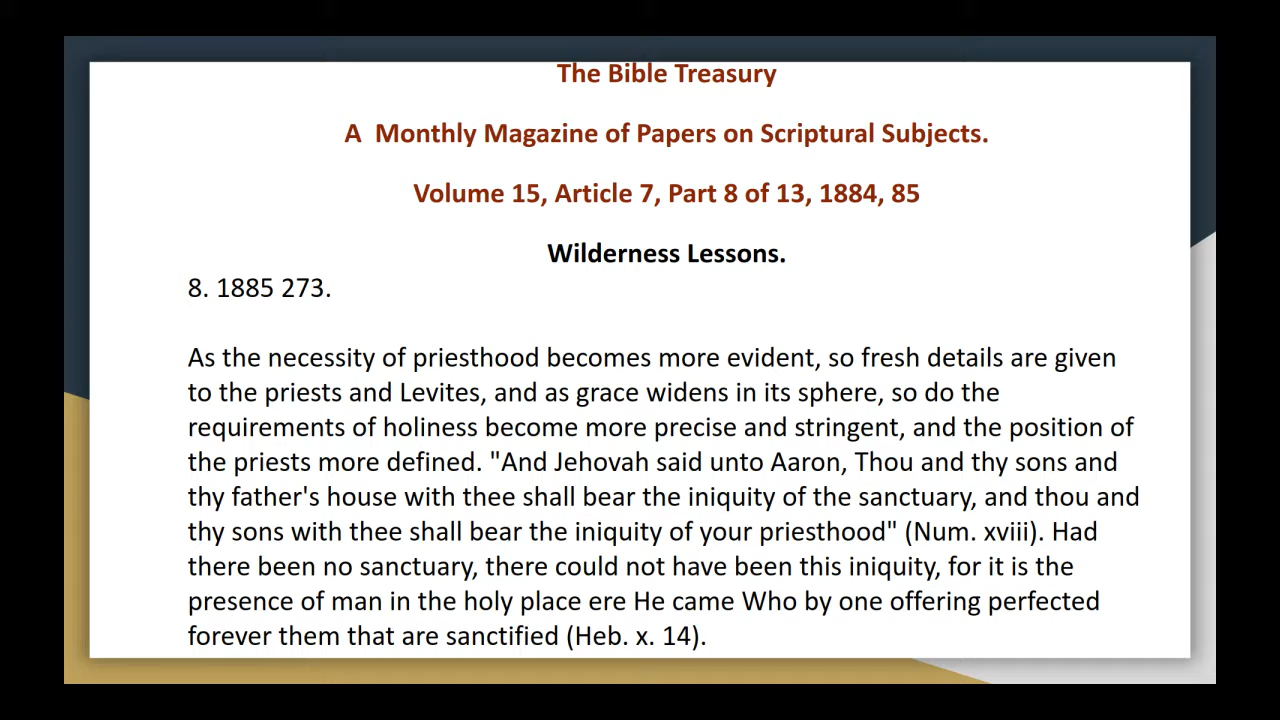 The Bible Treasury
A  Monthly Magazine of Papers on Scriptural Subjects.
Volume 15, Article 7, Part 8 of 13, 1884, 85
Wilderness Lessons.
8. 1885 273.
As the necessity of priesthood becomes more evident, so fresh details are given
to the priests and Levites, and as grace widens in its sphere, so do the
requirements of holiness become more precise and stringent, and the position of
the priests more defined. "And Jehovah said unto Aaron, Thou and thy sons and
thy father's house with thee shall bear the iniquity of the sanctuary, and thou and
thy sons with thee shall bear the iniquity of your priesthood" (Num. xviii). Had
there been no sanctuary, there could not have been this iniquity, for it is the
presence of man in the holy place ere He came Who by one offering perfected
forever them that are sanctified (Heb. x. 14).